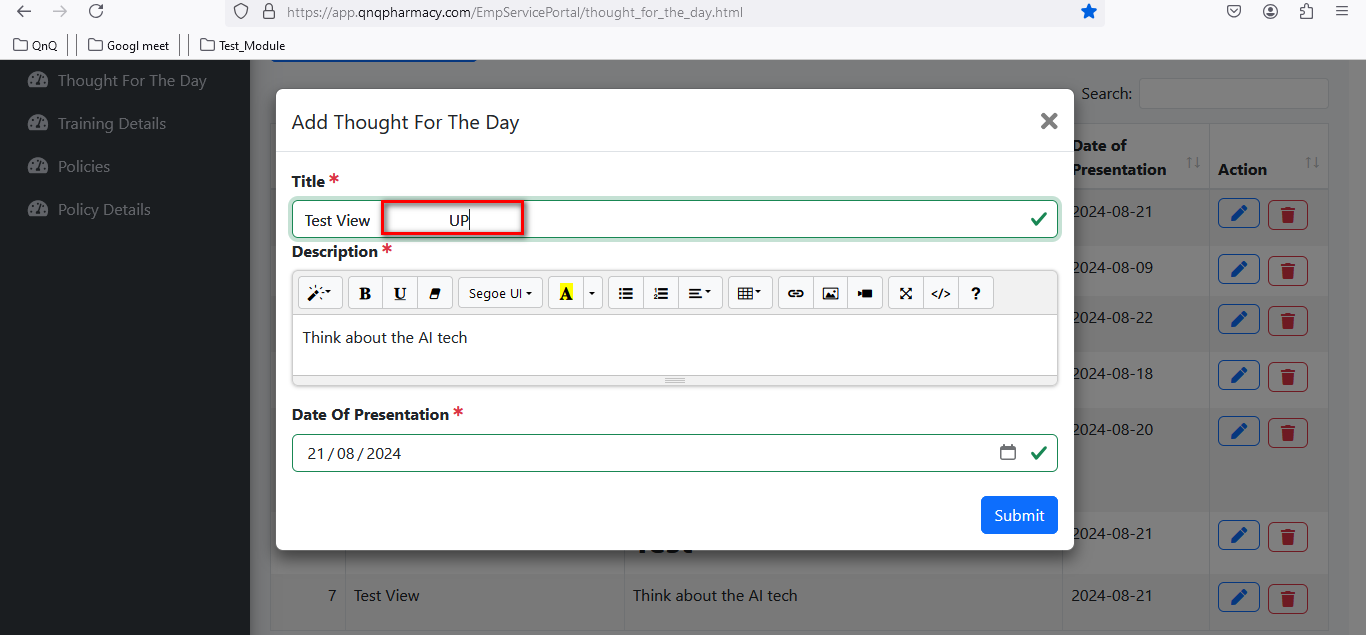 https://app.qnqpharmacy.com/EmpServicePortal/thought_for_the_day.html
QnQ Googl meet Test_Module
Thought For The Day
Training Details
Policies
Policy Details
Search:
Add Thought For The Day
Title *
Test View UP
Description *
B U Segoe UI A </> ?
Think about the AI tech
Date Of Presentation *
21/08/2024
Submit
Date of
Presentation Action
2024-08-21
2024-08-09
2024-08-22
2024-08-18
2024-08-20
2024-08-21
7 Test View Think about the AI tech 2024-08-21